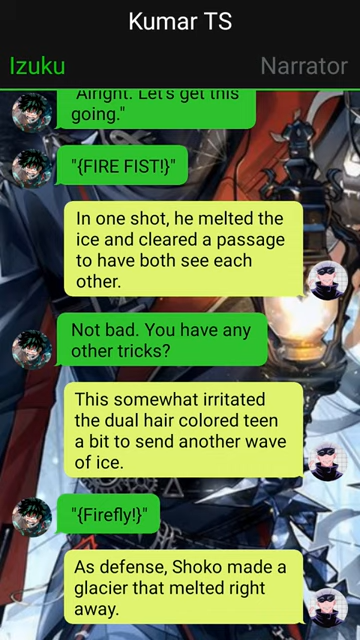 Kumar TS
Izuku
Narrator
"Alright. Let's get this
going."
"{FIRE FIST!}"
In one shot, he melted the
ice and cleared a passage
to have both see each
other.
Not bad. You have any
other tricks?
This somewhat irritated
the dual hair colored teen
a bit to send another wave
of ice.
"{Firefly!}"
As defense, Shoko made a
glacier that melted right
away.